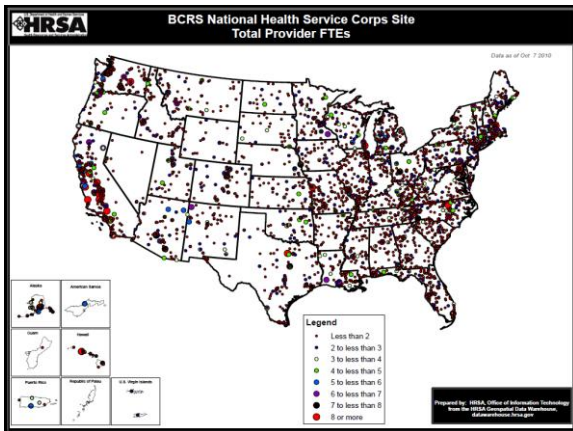 HRSA
BCRS National Health Service Corps Site
Total Provider FTEs
Data as of Oct 7 2010
Alaska
American Samoa
Guam
Hawaii
Puerto Rico
Republic of Palau
U.S. Virgin Islands
Legend
Less than 2
2 to less than 3
3 to less than 4
4 to less than 5
5 to less than 6
6 to less than 7
7 to less than 8
8 or more
Prepared by: HRSA, Office of Information Technology
from the HRSA Geospatial Data Warehouse,
datawarehouse.hrsa.gov